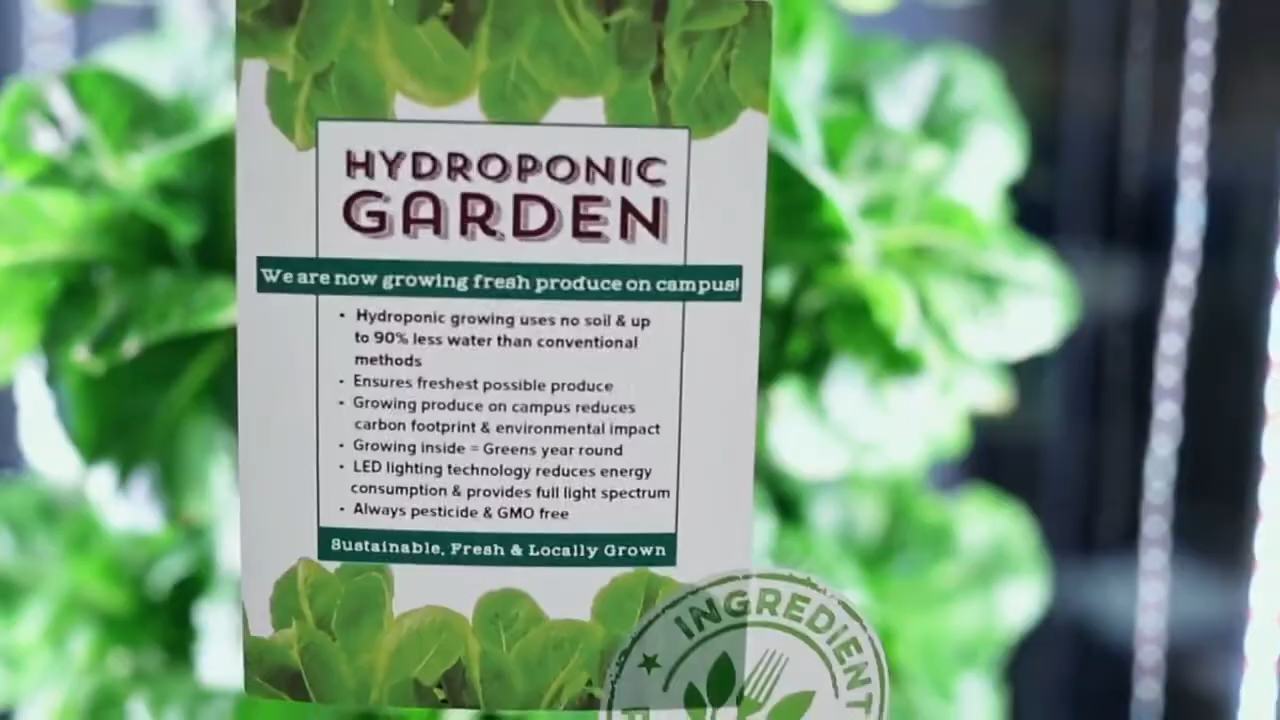 HYDROPONIC
GARDEN
We are now growing fresh produce on campus!
• Hydroponic growing uses no soil & up
to 90% less water than conventional
methods
• Ensures freshest possible produce
• Growing produce on campus reduces
carbon footprint & environmental impact
• Growing inside = Greens year round
• LED lighting technology reduces energy
consumption & provides full light spectrum
• Always pesticide & GMO free
Sustainable, Fresh & Locally Grown
INGREDIENT